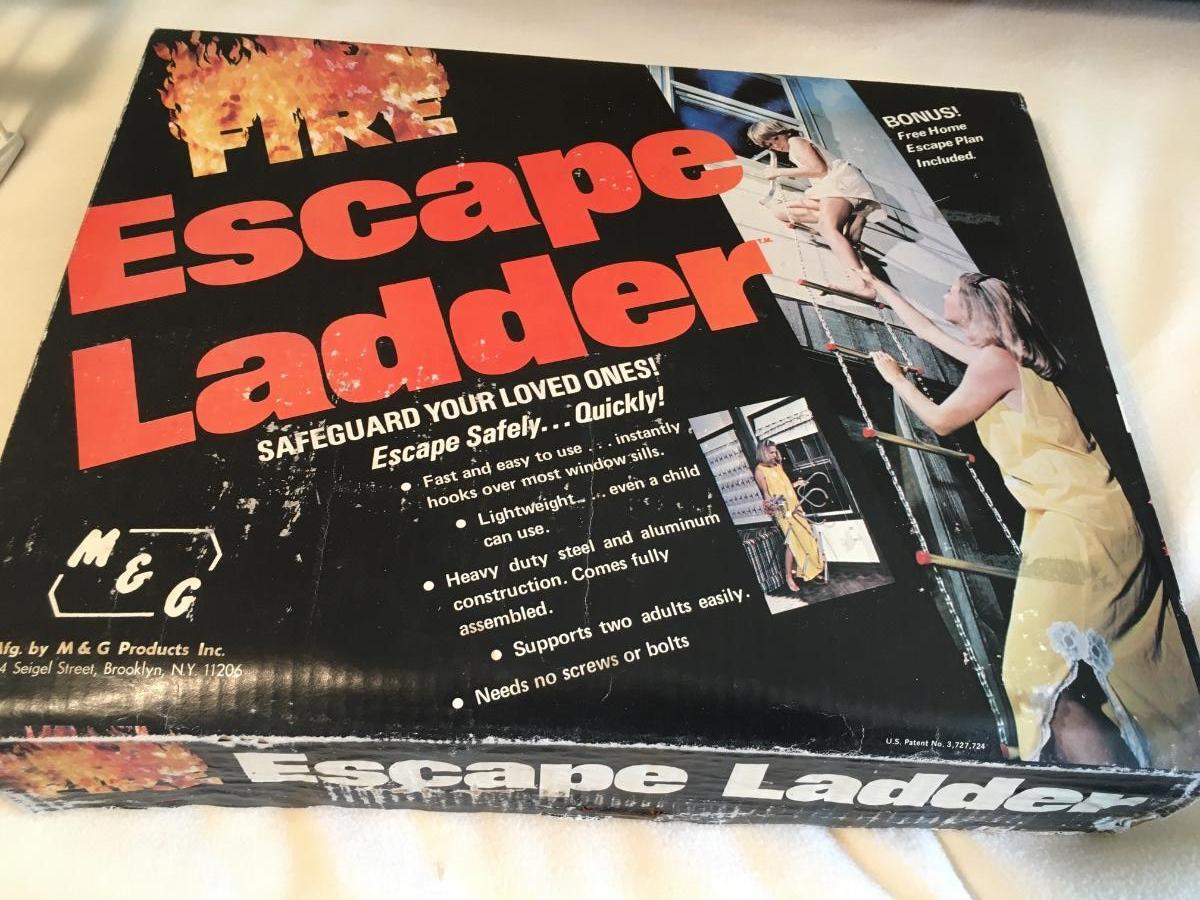 FIRE
Escape
Ladder T.M.
BONUS!
Free Home
Escape Plan
Included.
SAFEGUARD YOUR LOVED ONES!
Escape Safely...Quickly!
• Fast and easy to use ... instantly
hooks over most window sills.
• Lightweight... even a child
can use.
• Heavy duty steel and aluminum
construction. Comes fully
assembled.
• Supports two adults easily.
• Needs no screws or bolts
M & G
Mfg. by M & G Products Inc.
Seigel Street, Brooklyn, N.Y. 11206
U.S. Patent No. 3,727,724
Escape Ladder